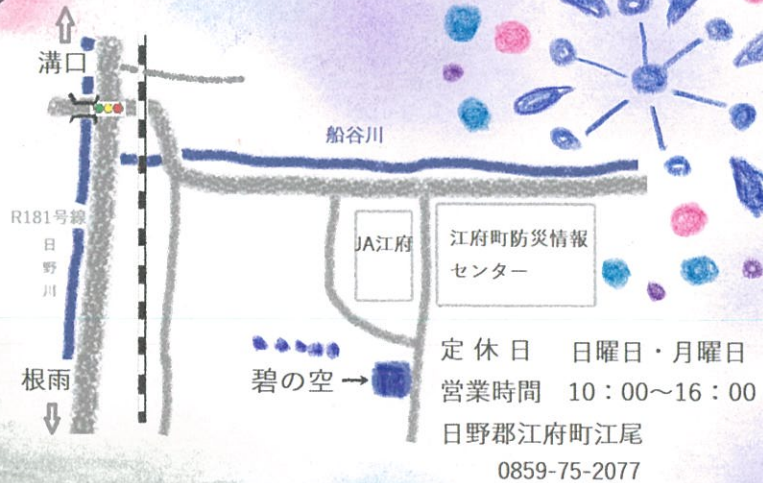 溝口
船谷川
R181号線
日野川
JA江府
江府町防災情報
センター
根雨
碧の空→
定休日 日曜日・月曜日
営業時間 10：00～16：00
日野郡江府町江尾
0859-75-2077